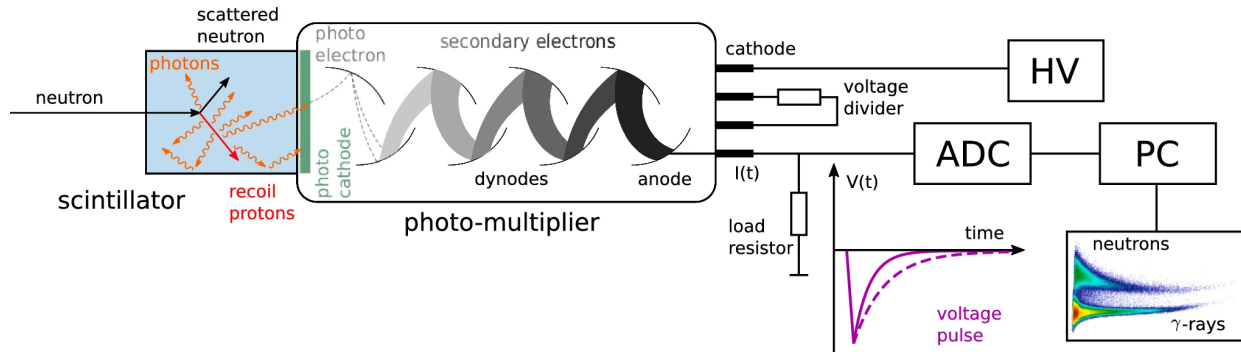 scattered
neutron
photons
neutron
recoil
protons
scintillator
photo
electron
photo
cathode
secondary electrons
dynodes
anode
photo-multiplier
cathode
voltage
divider
HV
I(t)
ADC
PC
load
resistor
V(t)
time
voltage
pulse
neutrons
γ-rays